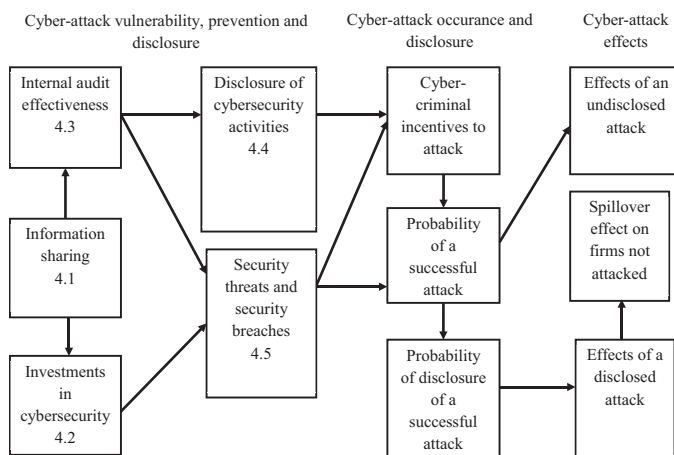 Cyber-attack vulnerability, prevention and
disclosure
Cyber-attack occurance and
disclosure
Cyber-attack
effects
Internal audit
effectiveness
4.3
Disclosure of
cybersecurity
activities
4.4
Cyber-
criminal
incentives to
attack
Effects of an
undisclosed
attack
Information
sharing
4.1
Security
threats and
security
breaches
4.5
Probability
of a
successful
attack
Spillover
effect on
firms not
attacked
Investments
in
cybersecurity
4.2
Probability
of disclosure
of a
successful
attack
Effects of a
disclosed
attack